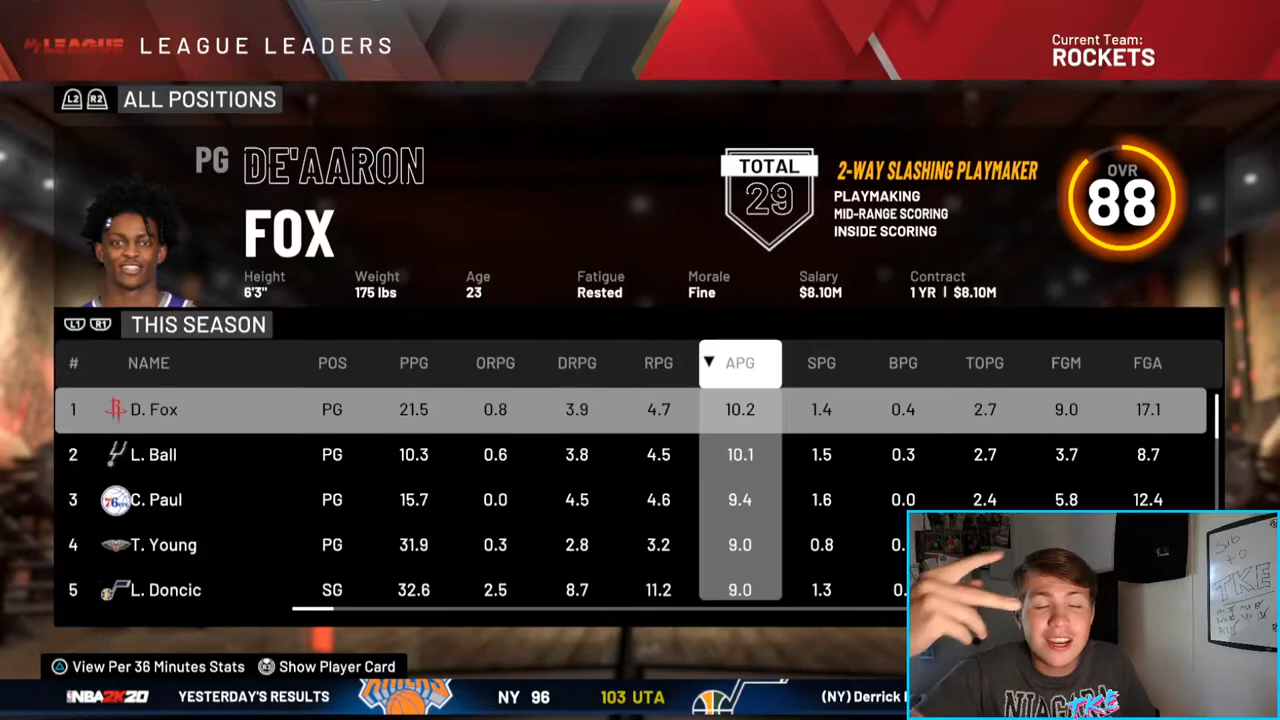 MyLEAGUE LEAGUE LEADERS
Current Team:
ROCKETS
L2 R2 ALL POSITIONS
PG DE'AARON
FOX
TOTAL
29
2-WAY SLASHING PLAYMAKER
PLAYMAKING
MID-RANGE SCORING
INSIDE SCORING
OVR
88
Height Weight Age Fatigue Morale Salary Contract
6'3" 175 lbs 23 Rested Fine $8.10M 1 YR | $8.10M
L1 R1 THIS SEASON
# NAME POS PPG ORPG DRPG RPG APG SPG BPG TOPG FGM FGA
1 D. Fox PG 21.5 0.8 3.9 4.7 10.2 1.4 0.4 2.7 9.0 17.1
2 L. Ball PG 10.3 0.6 3.8 4.5 10.1 1.5 0.3 2.7 3.7 8.7
3 76ers C. Paul PG 15.7 0.0 4.5 4.6 9.4 1.6 0.0 2.4 5.8 12.4
4 T. Young PG 31.9 0.3 2.8 3.2 9.0 0.8 0.
5 L. Doncic SG 32.6 2.5 8.7 11.2 9.0 1.3 0.
Sub
to
TKE
NIAGARA
TKE
View Per 36 Minutes Stats R3 Show Player Card
NBA2K20 YESTERDAY'S RESULTS NY 96 103 UTA (NY) Derrick